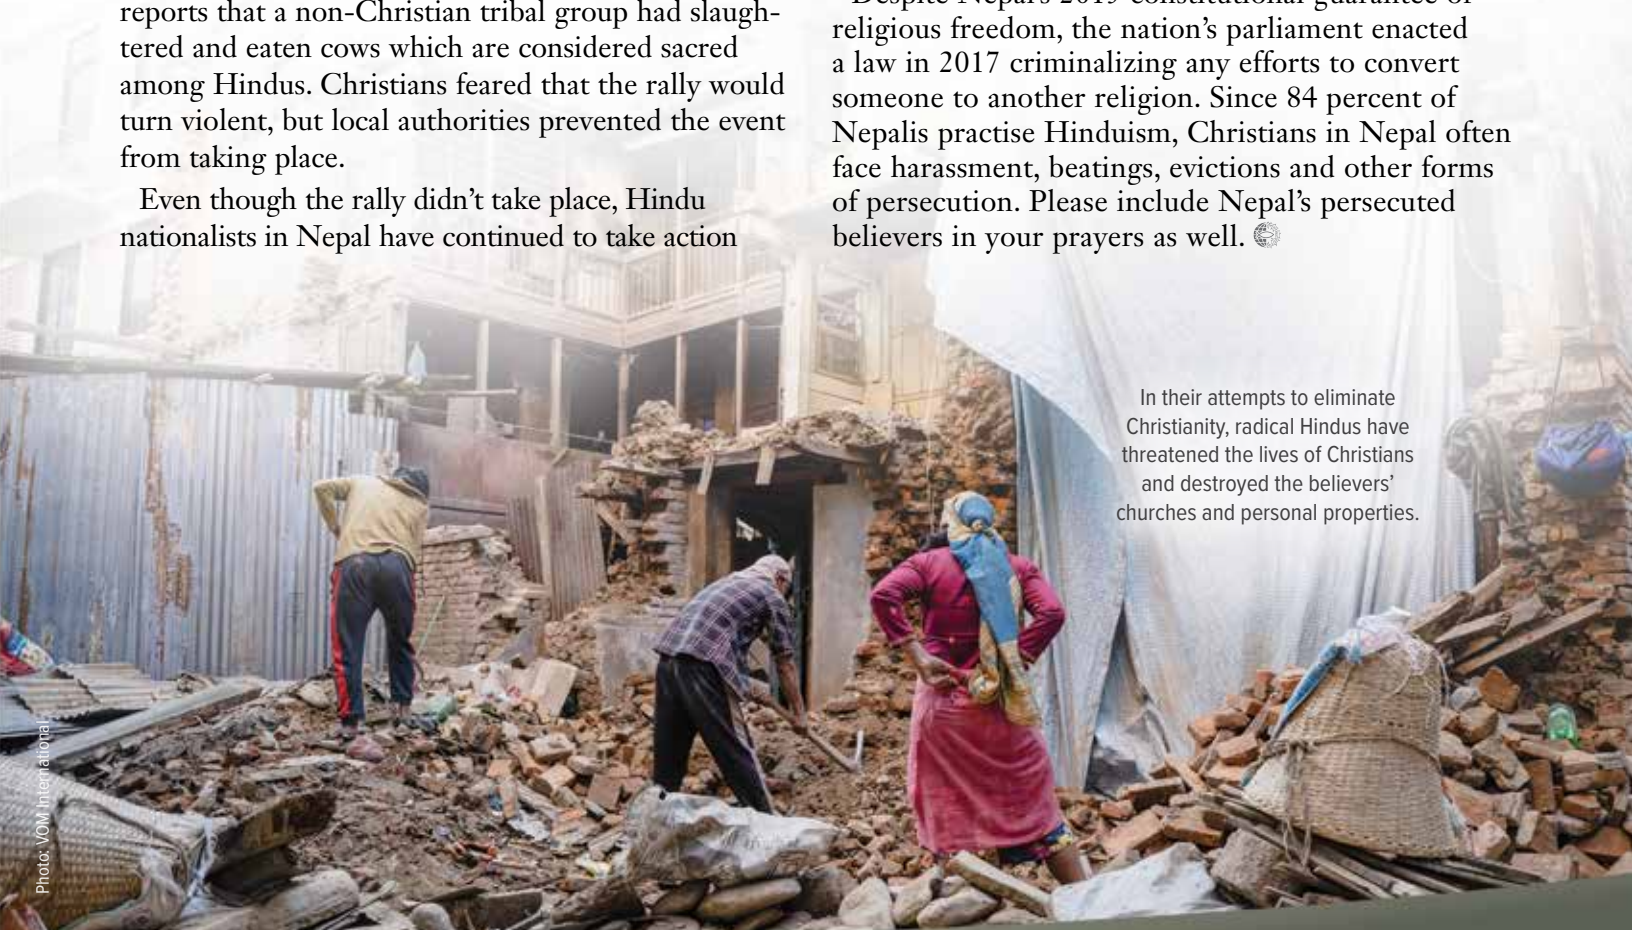 reports that a non-Christian tribal group had slaugh-
tered and eaten cows which are considered sacred
among Hindus. Christians feared that the rally would
turn violent, but local authorities prevented the event
from taking place.
Even though the rally didn’t take place, Hindu
nationalists in Nepal have continued to take action
religious freedom, the nation’s parliament enacted
a law in 2017 criminalizing any efforts to convert
someone to another religion. Since 84 percent of
Nepalis practise Hinduism, Christians in Nepal often
face harassment, beatings, evictions and other forms
of persecution. Please include Nepal’s persecuted
believers in your prayers as well.
In their attempts to eliminate
Christianity, radical Hindus have
threatened the lives of Christians
and destroyed the believers’
churches and personal properties.
Photo: VOM International